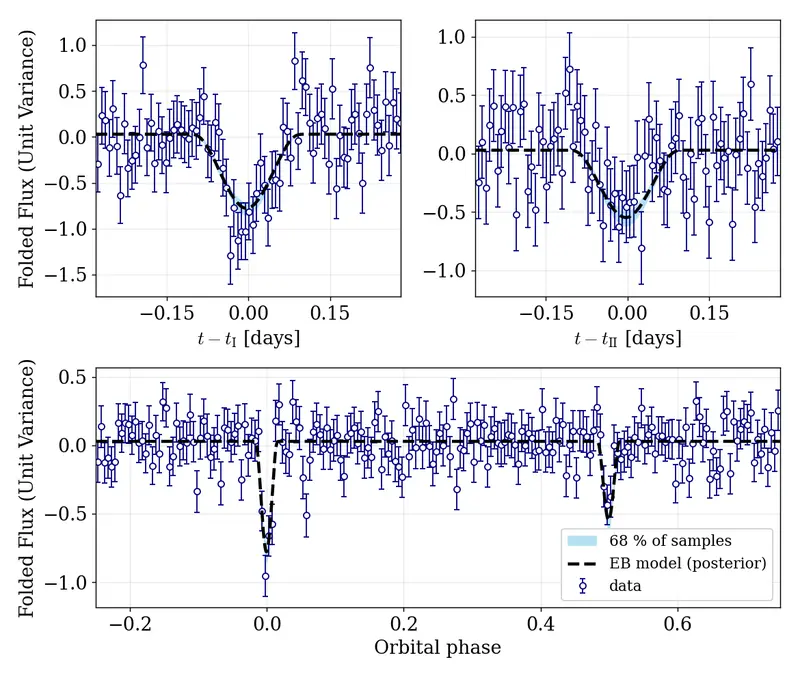 Folded Flux (Unit Variance)
1.0
0.5
0.0
−0.5
−1.0
−1.5
−0.15 0.00 0.15
t − tI [days]
1.0
0.5
0.0
−0.5
−1.0
−0.15 0.00 0.15
t − tII [days]
Folded Flux (Unit Variance)
0.5
0.0
−0.5
−1.0
68 % of samples
EB model (posterior)
data
−0.2 0.0 0.2 0.4 0.6
Orbital phase